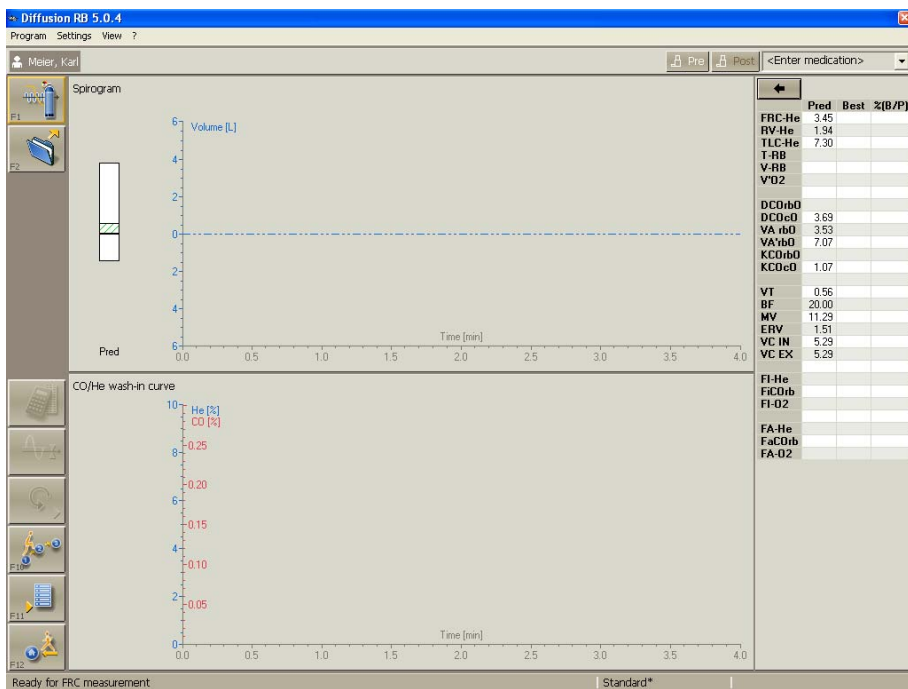 Diffusion RB 5.0.4
Program Settings View ?
Meier, Karl
Pre Post <Enter medication>
F1
F2
F10
F11
F12
Spirogram
Volume [L]
6
4
2
0
2
4
6
Pred
Time [min]
0.0 0.5 1.0 1.5 2.0 2.5 3.0 3.5 4.0
CO/He wash-in curve
He [%]
CO [%]
10
8
6
4
2
0
0.25
0.20
0.15
0.10
0.05
Time [min]
0.0 0.5 1.0 1.5 2.0 2.5 3.0 3.5 4.0
Pred Best %(B/P)
FRC-He 3.45
RV-He 1.94
TLC-He 7.30
T-RB
V-RB
V'O2
DCOrb0
DCOc0 3.69
VA rb0 3.53
VA'rb0 7.07
KCOrb0
KCOc0 1.07
VT 0.56
BF 20.00
MV 11.29
ERV 1.51
VC IN 5.29
VC EX 5.29
FI-He
FiCOrb
FI-O2
FA-He
FaCOrb
FA-O2
Ready for FRC measurement Standard*